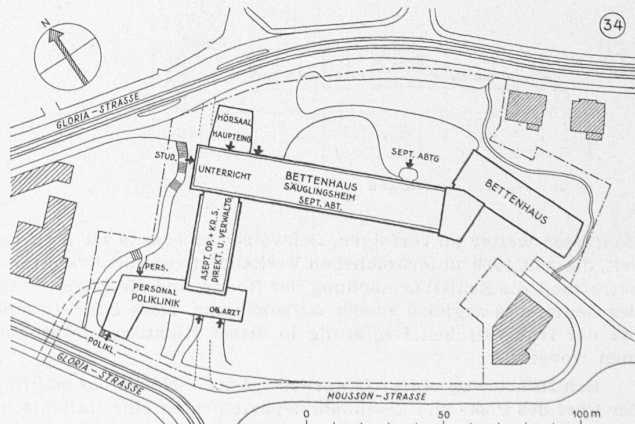 34
N
GLORIA-STRASSE
HÖRSAAL
HAUPTEING.
STUD.
UNTERRICHT
BETTENHAUS
SÄUGLINGSHEIM
SEPT. ABT.
SEPT. ABTG
BETTENHAUS
ASEPT. OP. + KR. S.
DIREKT. U. VERWALTG
PERS.
PERSONAL
POLIKLINIK
OB. ARZT
POLIKL.
GLORIA-STRASSE
MOUSSON-STRASSE
0 50 100 m